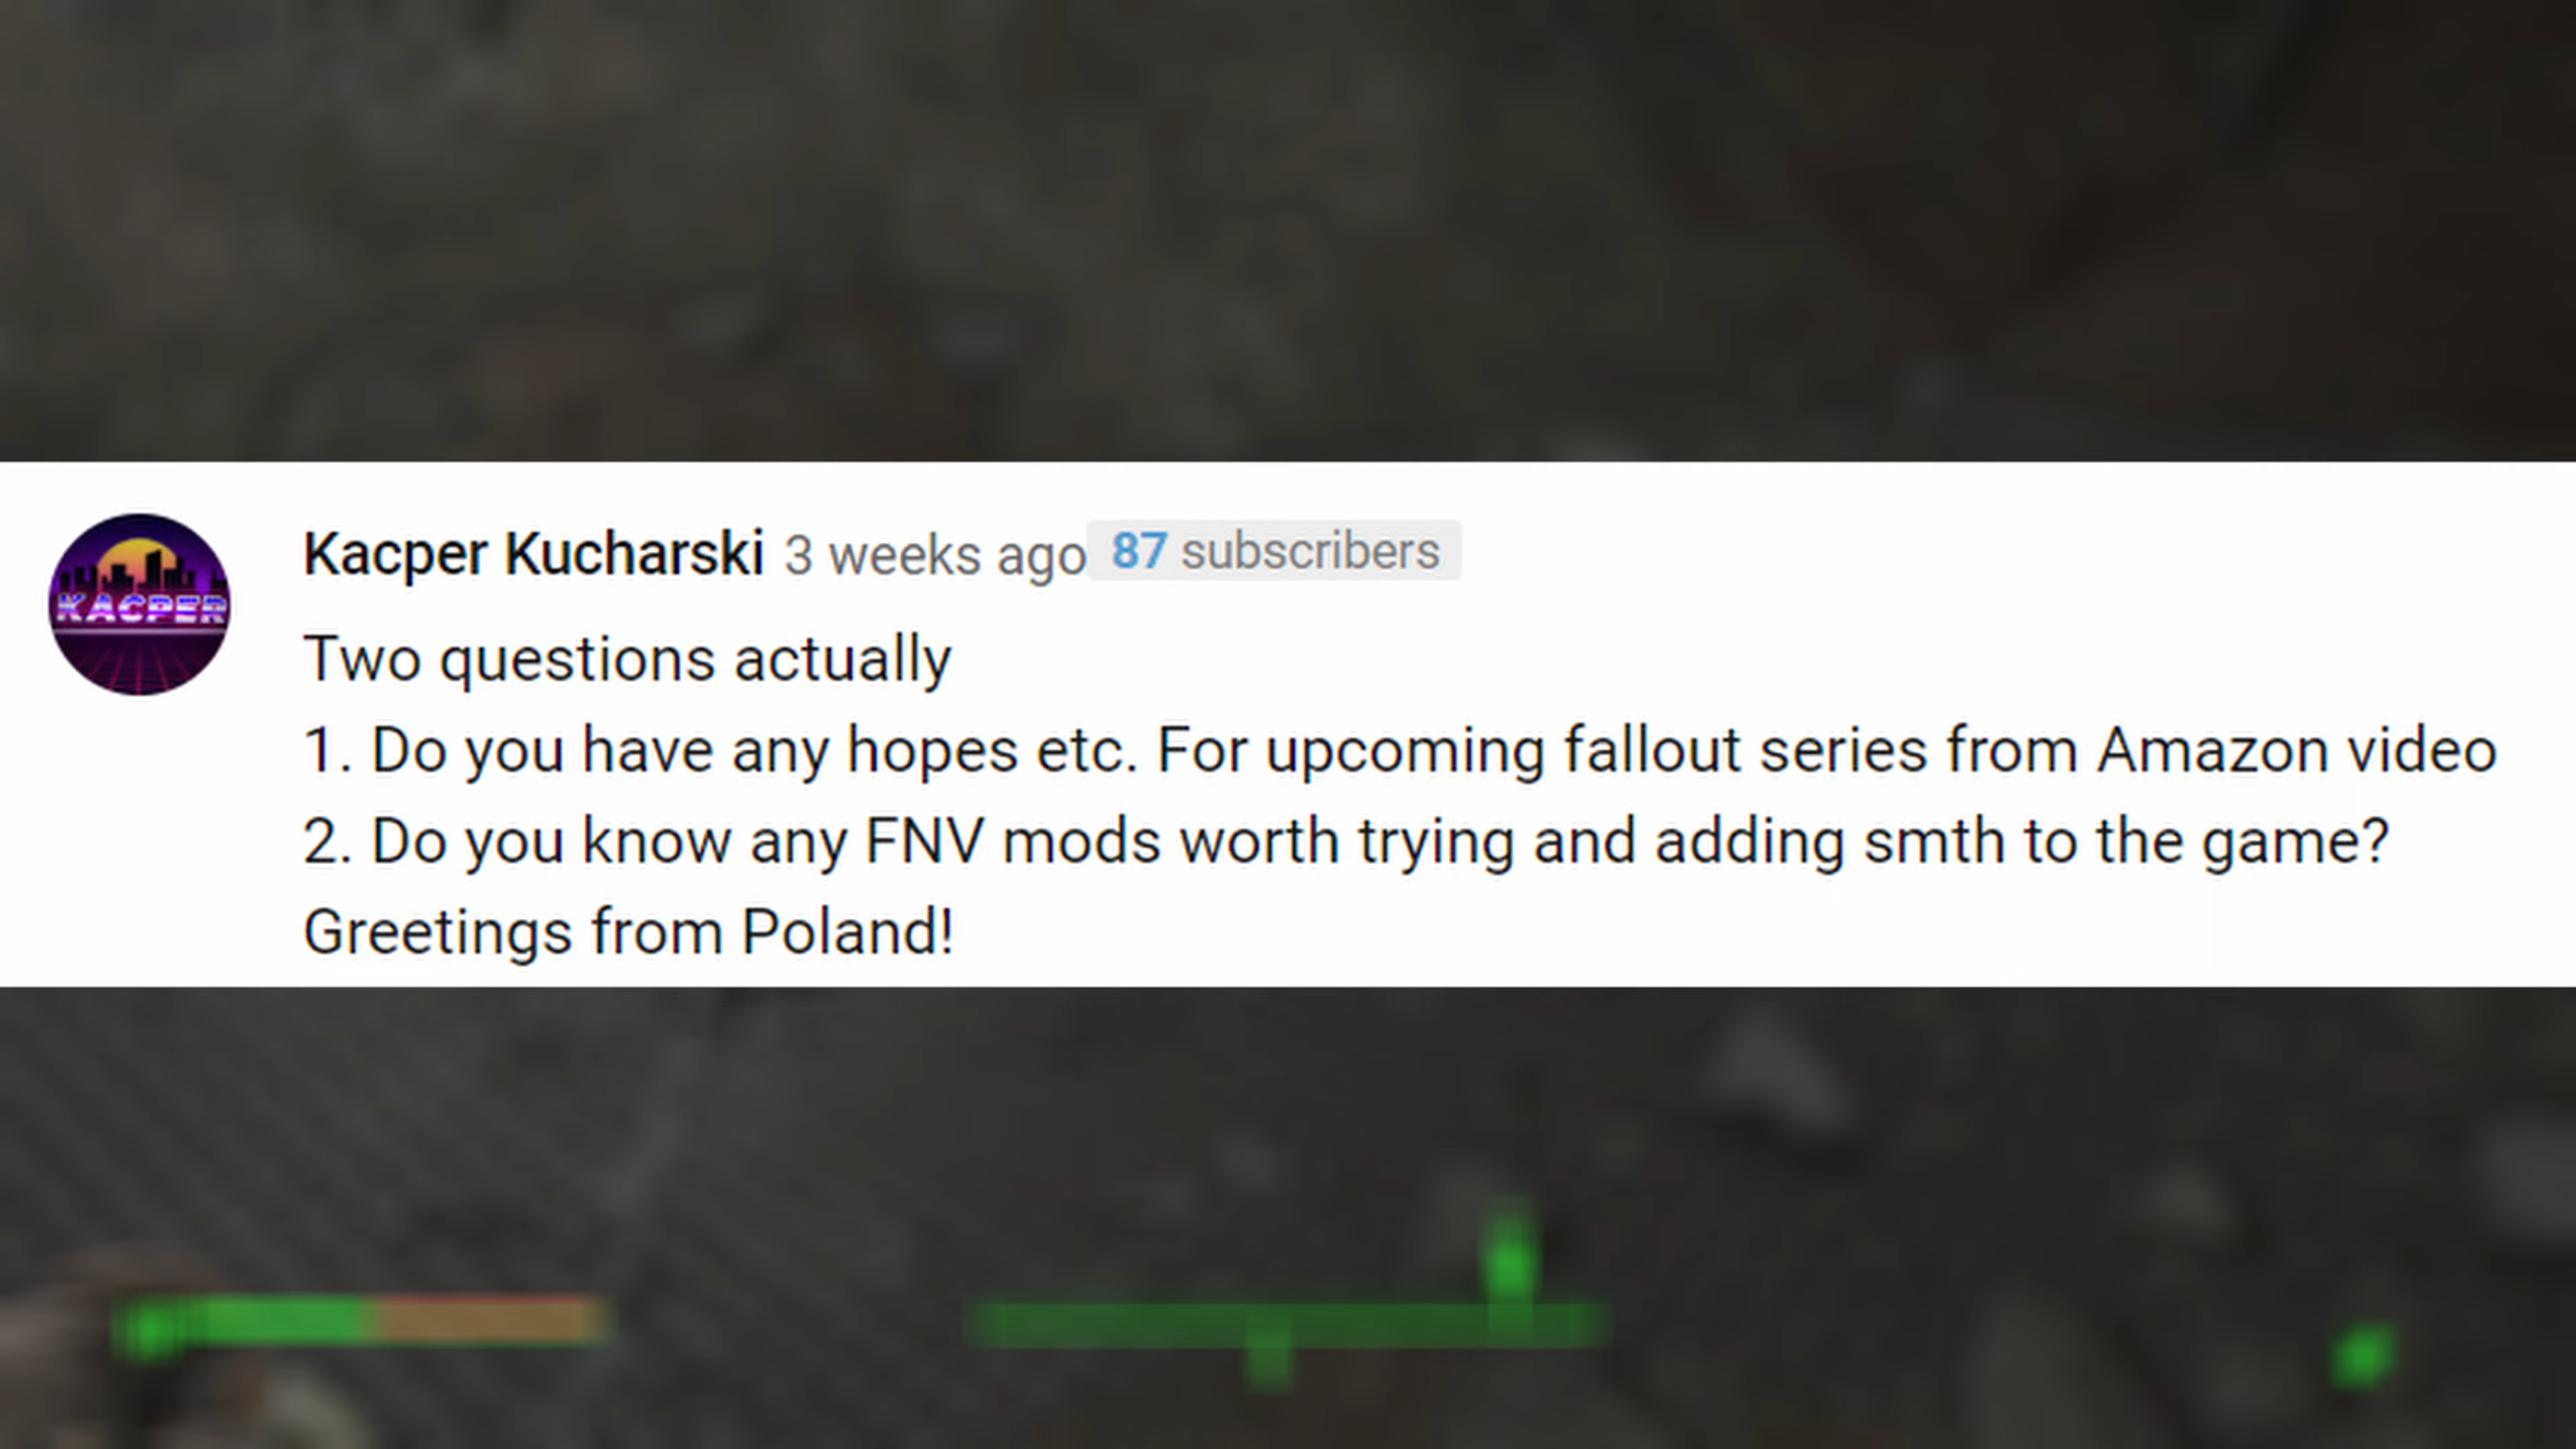 KACPER
Kacper Kucharski 3 weeks ago 87 subscribers
Two questions actually
1. Do you have any hopes etc. For upcoming fallout series from Amazon video
2. Do you know any FNV mods worth trying and adding smth to the game?
Greetings from Poland!